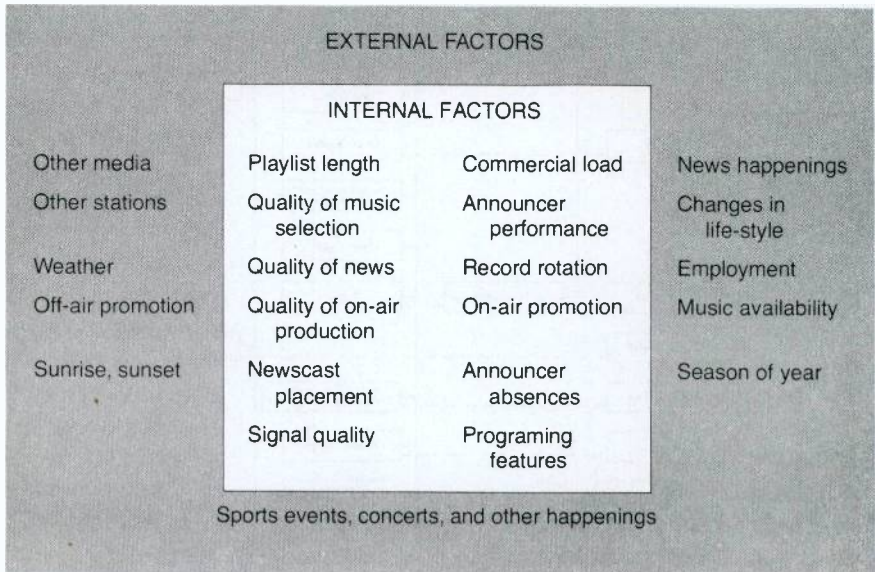 EXTERNAL FACTORS
INTERNAL FACTORS
Other media
Other stations
Weather
Off-air promotion
Sunrise, sunset
Playlist length
Quality of music
selection
Quality of news
Quality of on-air
production
Newscast
placement
Signal quality
Commercial load
Announcer
performance
Record rotation
On-air promotion
Announcer
absences
Programing
features
News happenings
Changes in
life-style
Employment
Music availability
Season of year
Sports events, concerts, and other happenings